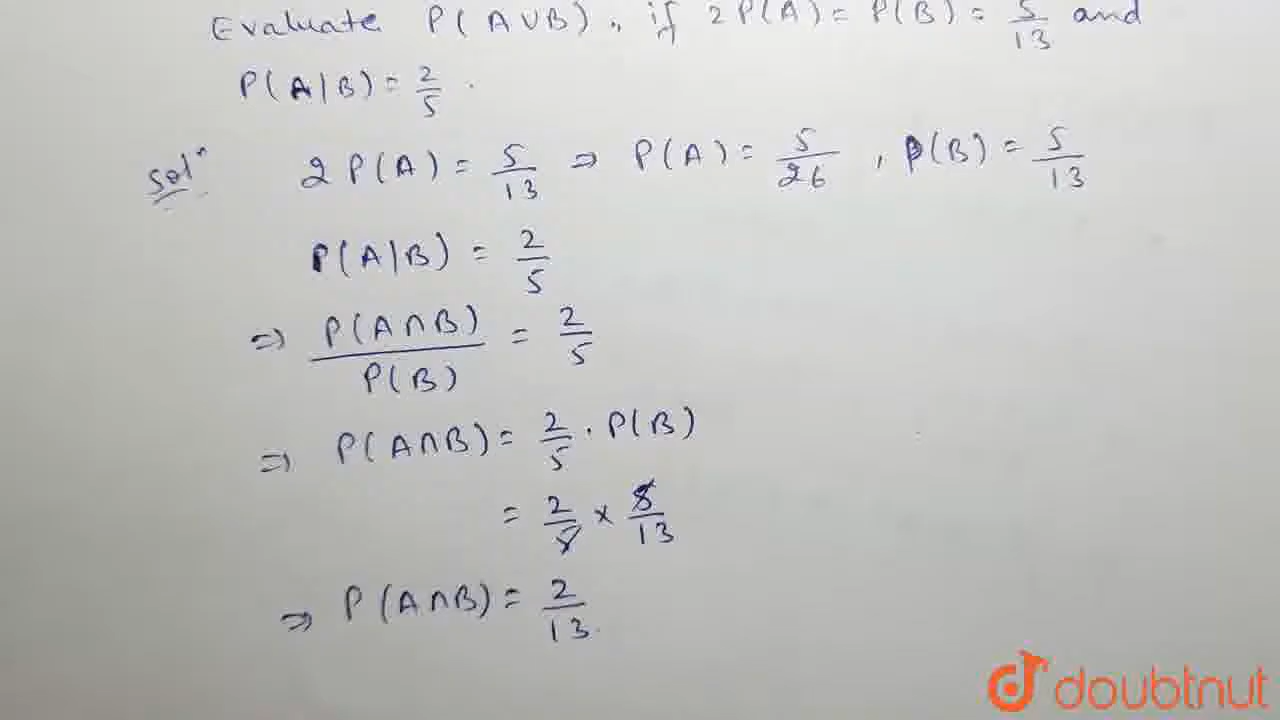 Evaluate P(A∪B), if 2P(A) = P(B) = 5/13 and
P(A|B) = 2/5.
Solⁿ 2P(A) = 5/13 ⇒ P(A) = 5/26, P(B) = 5/13
P(A|B) = 2/5
⇒ P(A∩B)/P(B) = 2/5
⇒ P(A∩B) = 2/5 . P(B)
= 2/5 × 5/13
⇒ P(A∩B) = 2/13.
doubtnut